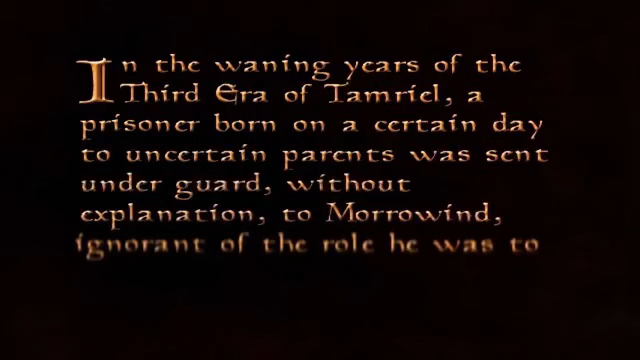 In the waning years of the
Third Era of Tamriel, a
prisoner born on a certain day
to uncertain parents was sent
under guard, without
explanation, to Morrowind,
ignorant of the role he was to